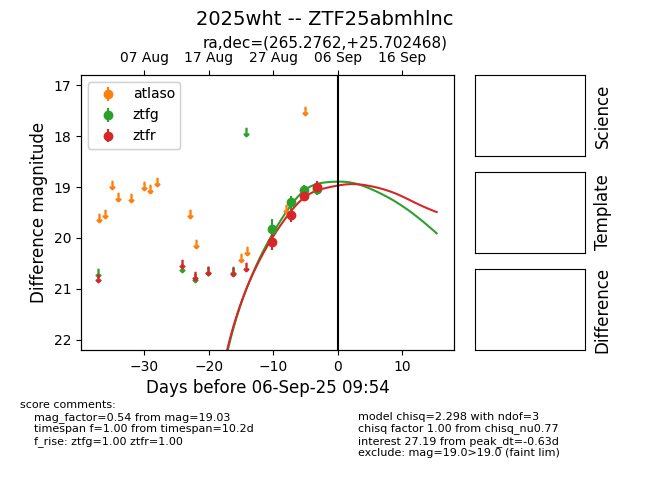 2025wht -- ZTF25abmhlnc
ra,dec=(265.2762,+25.702468)
07 Aug 17 Aug 27 Aug 06 Sep 16 Sep
17
18
19
20
21
22
Difference magnitude
atlaso
ztfg
ztfr
−30 −20 −10 0 10
Days before 06-Sep-25 09:54
Science
Template
Difference
score comments:
mag_factor=0.54 from mag=19.03
timespan f=1.00 from timespan=10.2d
f_rise: ztfg=1.00 ztfr=1.00
model chisq=2.298 with ndof=3
chisq factor 1.00 from chisq_nu0.77
interest 27.19 from peak_dt=-0.63d
exclude: mag=19.0>19.0 (faint lim)